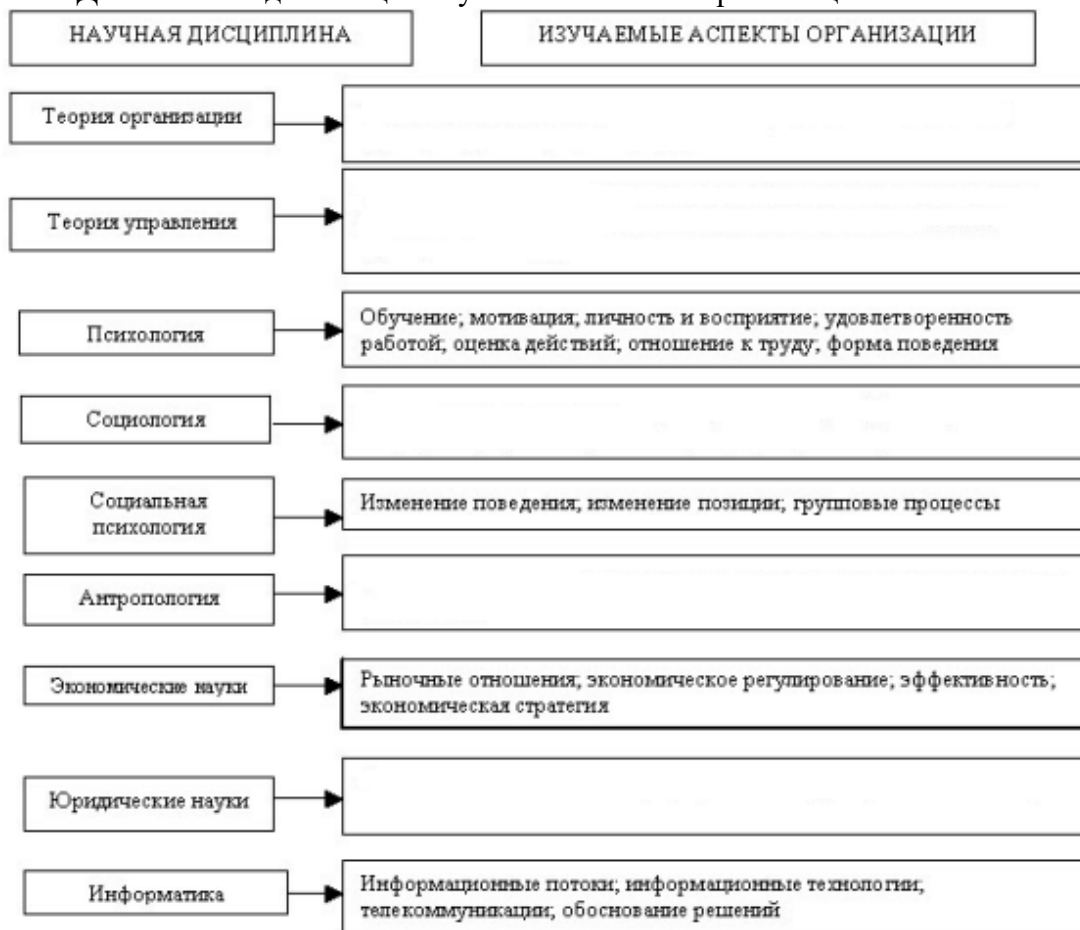 НАУЧНАЯ ДИСЦИПЛИНА
ИЗУЧАЕМЫЕ АСПЕКТЫ ОРГАНИЗАЦИИ
Теория организации
Теория управления
Психология
Обучение; мотивация; личность и восприятие; удовлетворенность
работой; оценка действий; отношение к труду; форма поведения
Социология
Социальная
психология
Изменение поведения; изменение позиции; групповые процессы
Антропология
Экономические науки
Рыночные отношения; экономическое регулирование; эффективность;
экономическая стратегия
Юридические науки
Информатика
Информационные потоки; информационные технологии;
телекоммуникации; обоснование решений